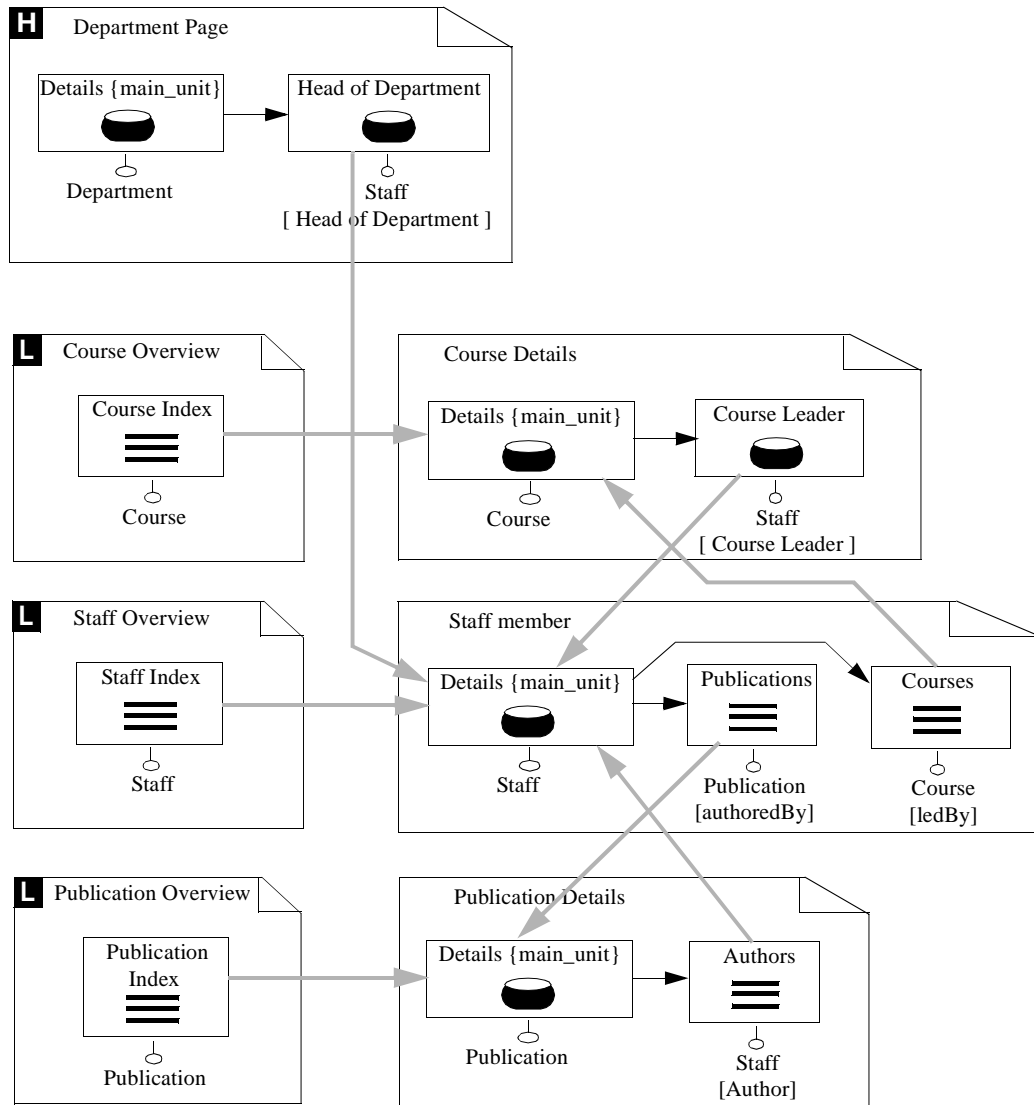 H
Department Page
Details {main_unit}
Head of Department
Department
Staff
[ Head of Department ]
L
Course Overview
Course Index
Course
Course Details
Details {main_unit}
Course Leader
Course
Staff
[ Course Leader ]
L
Staff Overview
Staff Index
Staff
Staff member
Details {main_unit}
Publications
Courses
Staff
Publication
[authoredBy]
Course
[ledBy]
L
Publication Overview
Publication
Index
Publication
Publication Details
Details {main_unit}
Authors
Publication
Staff
[Author]